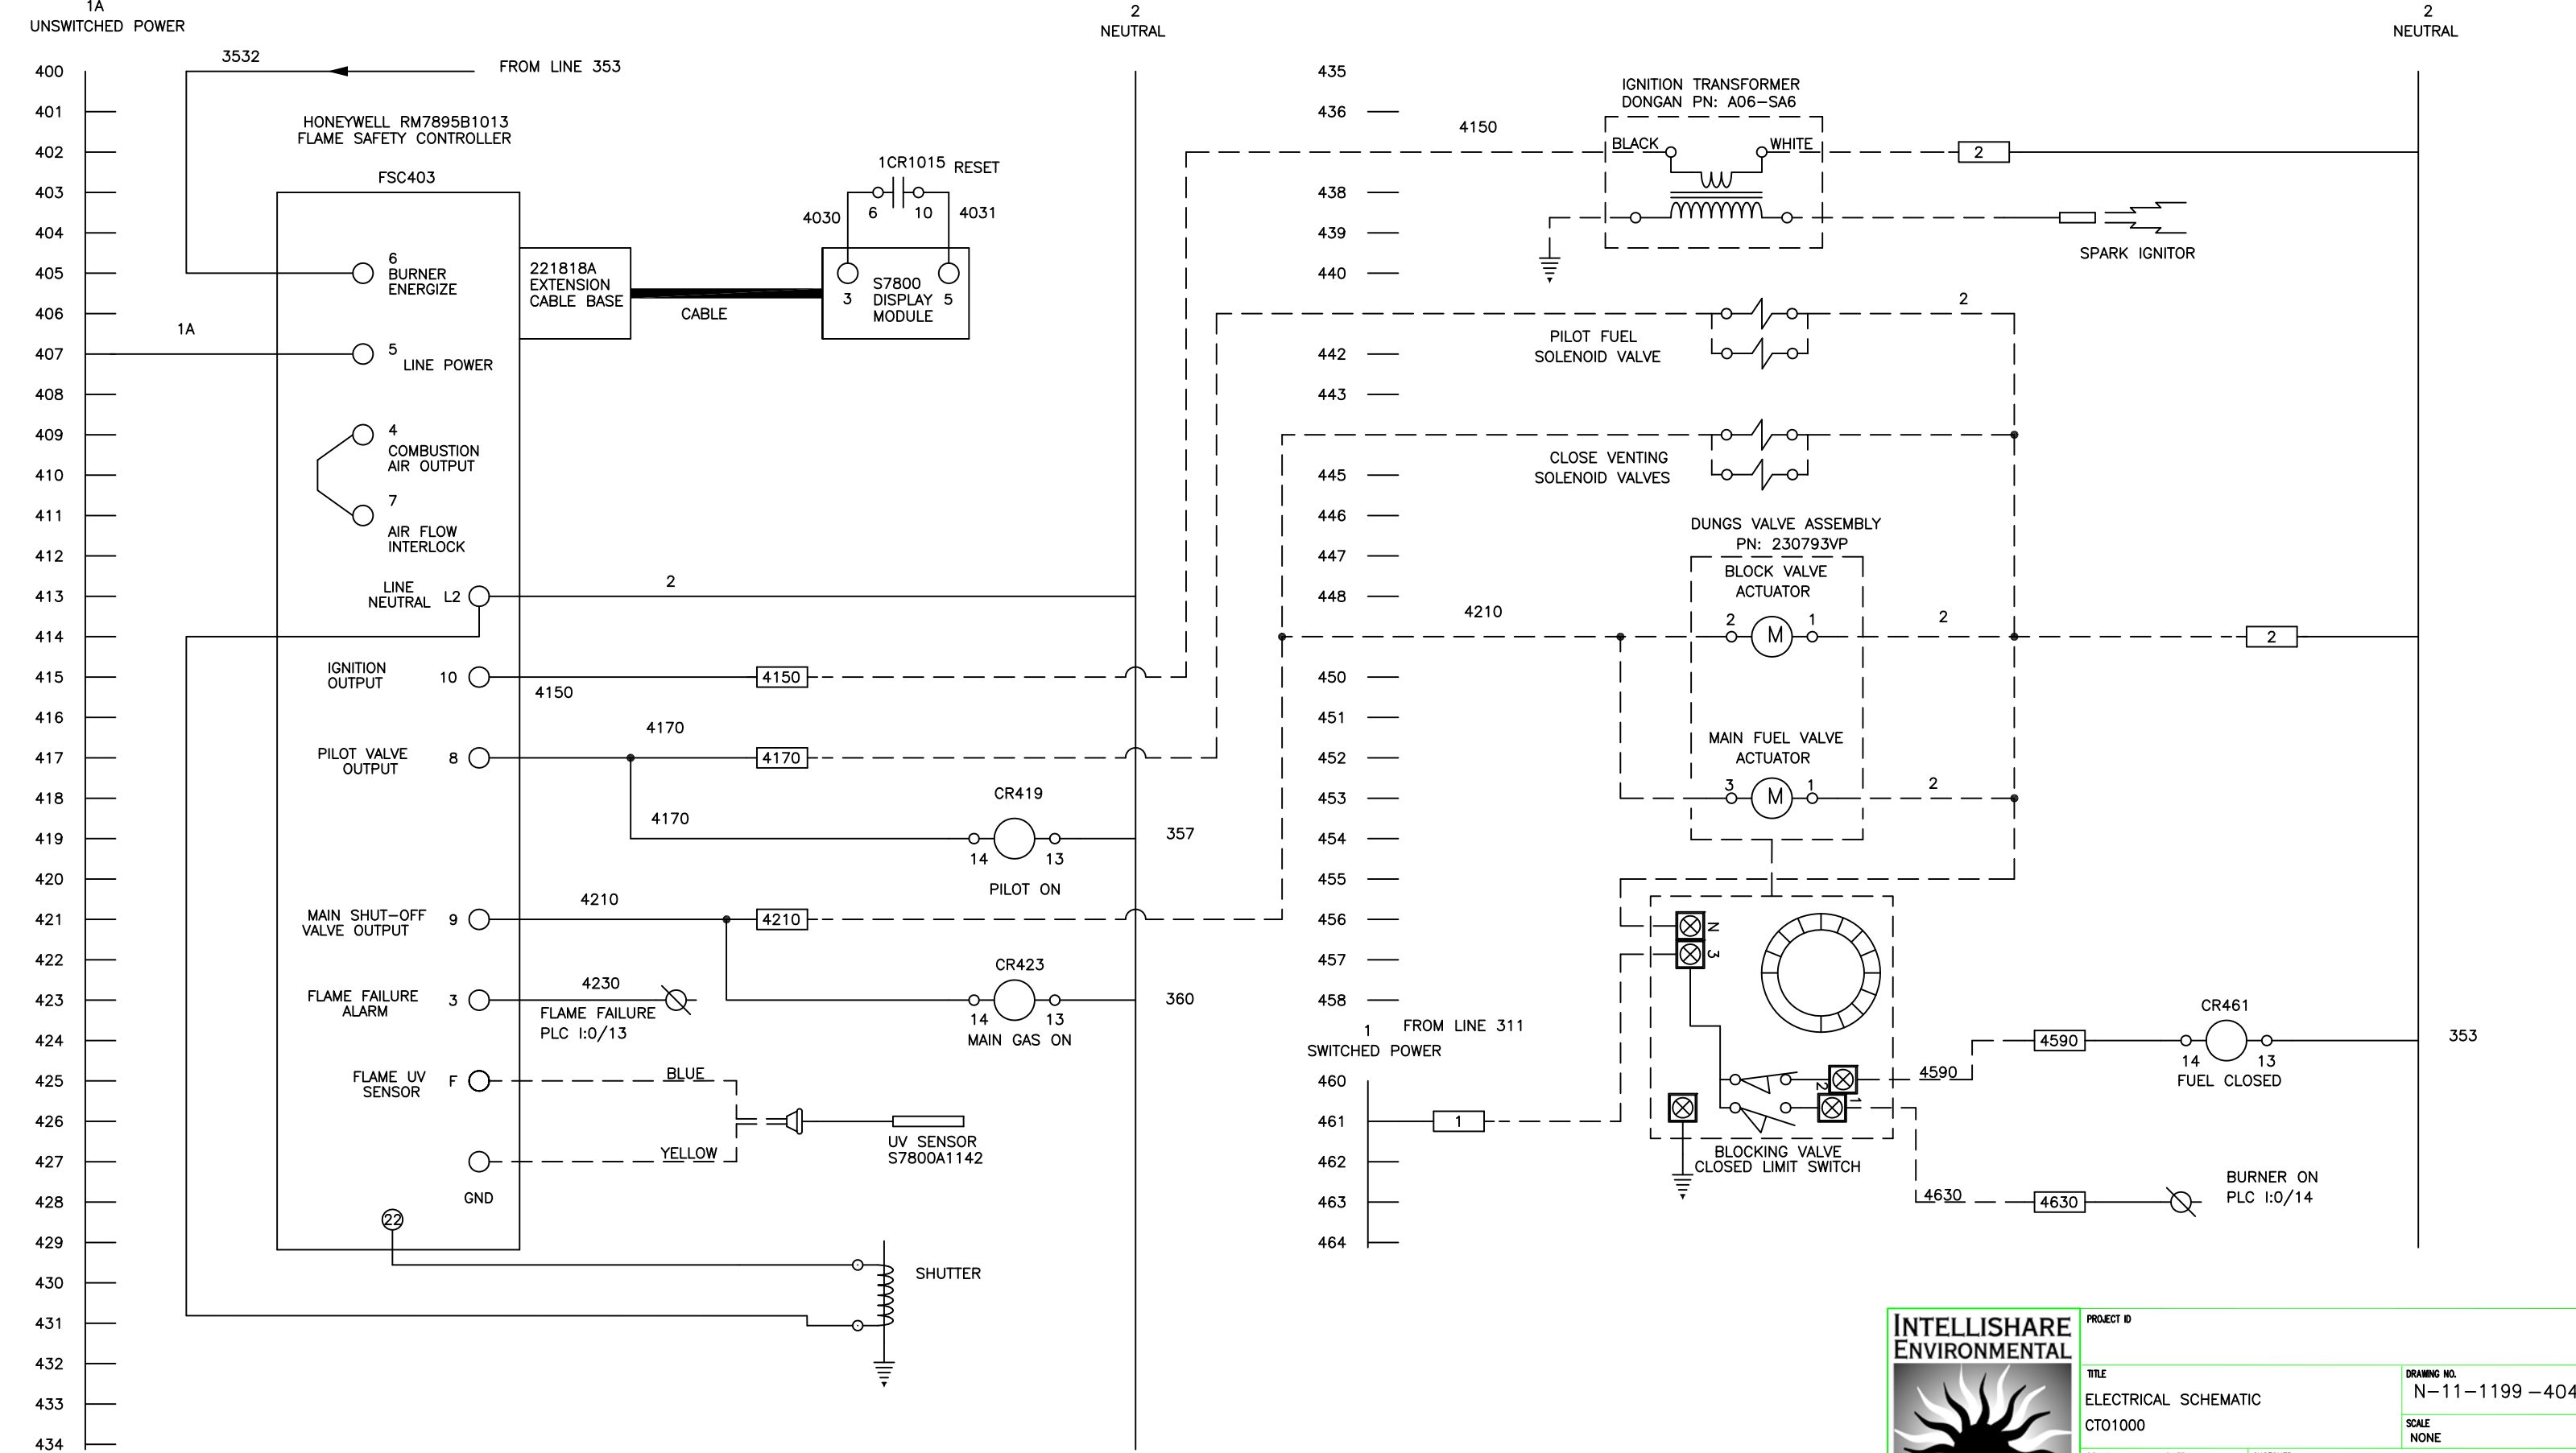 1A
UNSWITCHED POWER
2
NEUTRAL
2
NEUTRAL
400
401
402
403
404
405
406
407
408
409
410
411
412
413
414
415
416
417
418
419
420
421
422
423
424
425
426
427
428
429
430
431
432
433
434
3532
FROM LINE 353
HONEYWELL RM7895B1013
FLAME SAFETY CONTROLLER
FSC403
6
BURNER
ENERGIZE
1A
5
LINE POWER
4
COMBUSTION
AIR OUTPUT
7
AIR FLOW
INTERLOCK
LINE
NEUTRAL
L2
IGNITION
OUTPUT
10
PILOT VALVE
OUTPUT
8
MAIN SHUT-OFF
VALVE OUTPUT
9
FLAME FAILURE
ALARM
3
FLAME UV
SENSOR
F
GND
22
221818A
EXTENSION
CABLE BASE
CABLE
1CR1015
RESET
4030
6
10
4031
3
S7800
DISPLAY
MODULE
5
2
4150
4150
4170
4170
4170
CR419
14
13
PILOT ON
357
4210
4210
CR423
14
13
MAIN GAS ON
360
4230
FLAME FAILURE
PLC I:0/13
BLUE
YELLOW
UV SENSOR
S7800A1142
SHUTTER
435
436
438
439
440
442
443
445
446
447
448
450
451
452
453
454
455
456
457
458
1
FROM LINE 311
SWITCHED POWER
460
461
462
463
464
4150
IGNITION TRANSFORMER
DONGAN PN: A06-SA6
BLACK
WHITE
2
SPARK IGNITOR
PILOT FUEL
SOLENOID VALVE
2
CLOSE VENTING
SOLENOID VALVES
DUNGS VALVE ASSEMBLY
PN: 230793VP
BLOCK VALVE
ACTUATOR
4210
2
M
1
2
2
MAIN FUEL VALVE
ACTUATOR
3
M
1
2
N
3
2
1
1
BLOCKING VALVE
CLOSED LIMIT SWITCH
4590
4590
CR461
14
13
FUEL CLOSED
353
4630
4630
BURNER ON
PLC I:0/14
INTELLISHARE
ENVIRONMENTAL
PROJECT ID
TITLE
ELECTRICAL SCHEMATIC
CTO1000
DRAWING NO.
N-11-1199-404
SCALE
NONE